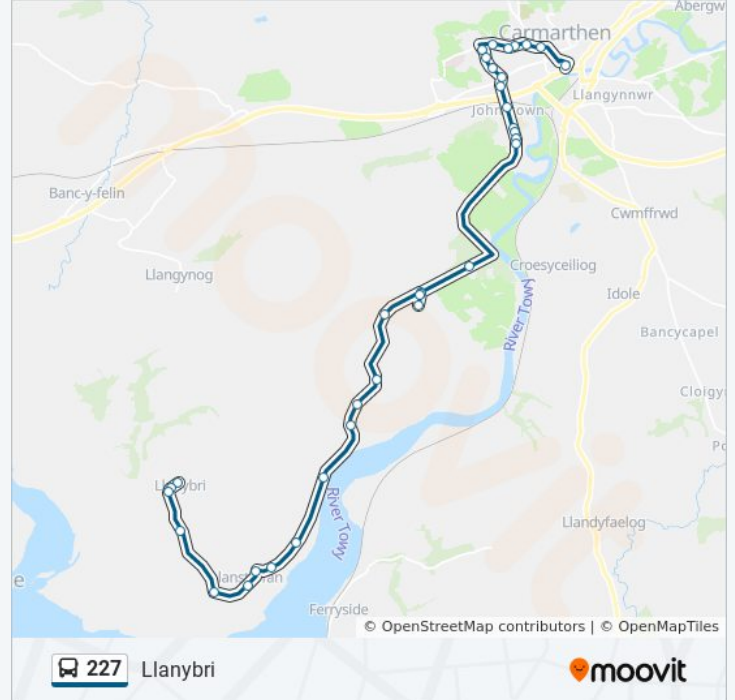 Abergw
Carmarthen
Llangynnwr
Johnstown
Banc-y-felin
Cwmffrwd
Croesyceiliog
Llangynog
Idole
River Towy
Bancycapel
Cloigy
Po
Llanybri
River Towy
Llandyfaelog
e
Ferryside
© OpenStreetMap contributors | © OpenMapTiles
227 Llanybri
moovit
moovit